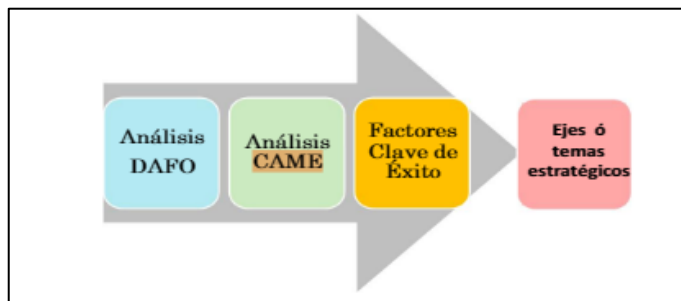 Análisis
DAFO
Análisis
CAME
Factores
Clave de
Éxito
Ejes ó
temas
estratégicos